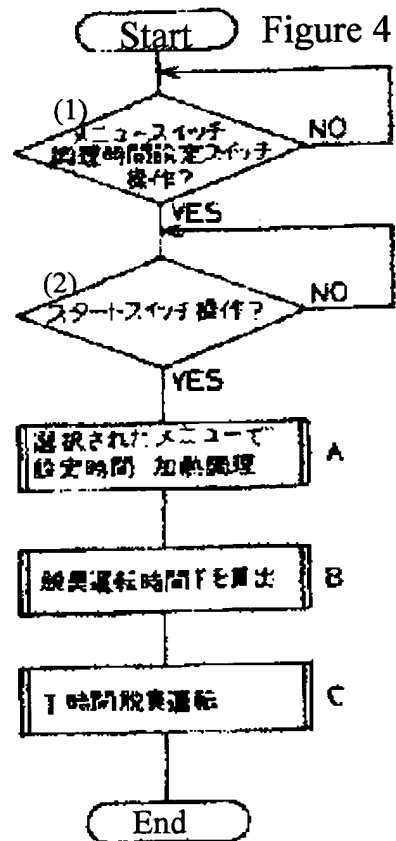 Start
Figure 4
(1)
メニュースイッチ
調理時間設定スイッチ
操作?
NO
YES
(2)
スタートスイッチ操作?
NO
YES
選択されたメニューで
設定時間 加熱調理
A
脱臭運転時間Tを算出
B
T時間脱臭運転
C
End